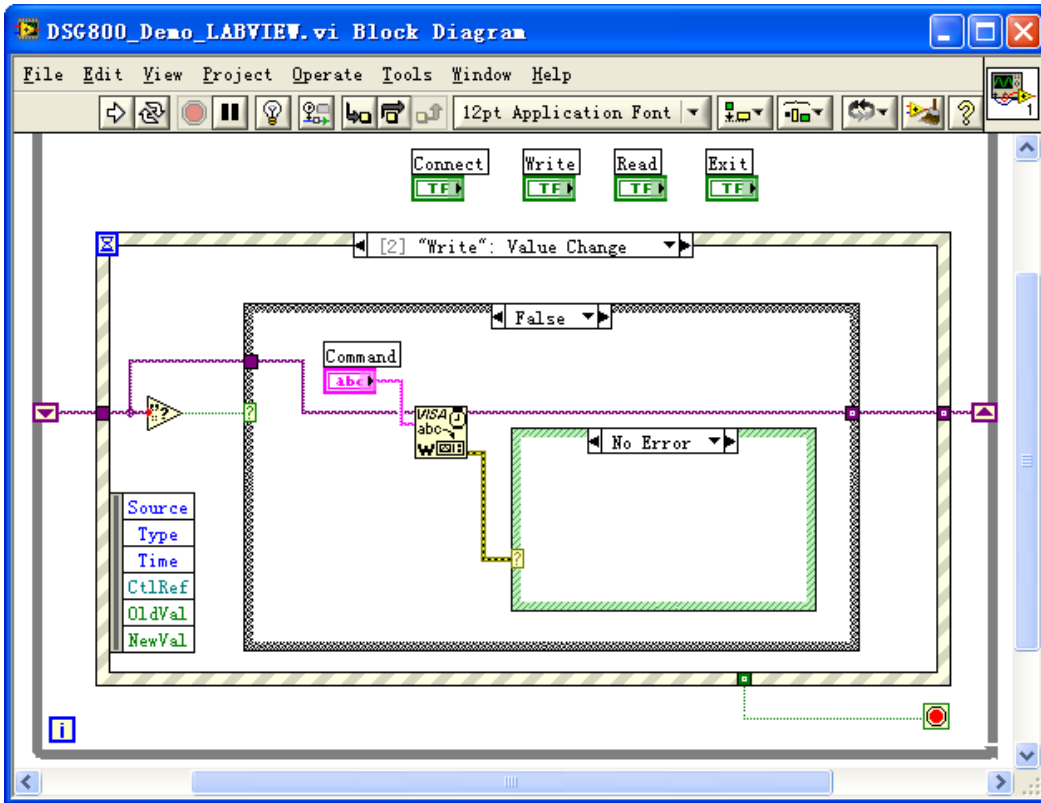 DSG800_Demo_LABVIEW.vi Block Diagram
File Edit View Project Operate Tools Window Help
12pt Application Font
1
Connect Write Read Exit
TF TF TF TF
[2] "Write": Value Change
False
Command
abc
?
?
VISA
abc
W
No Error
?
Source
Type
Time
CtlRef
OldVal
NewVal
i